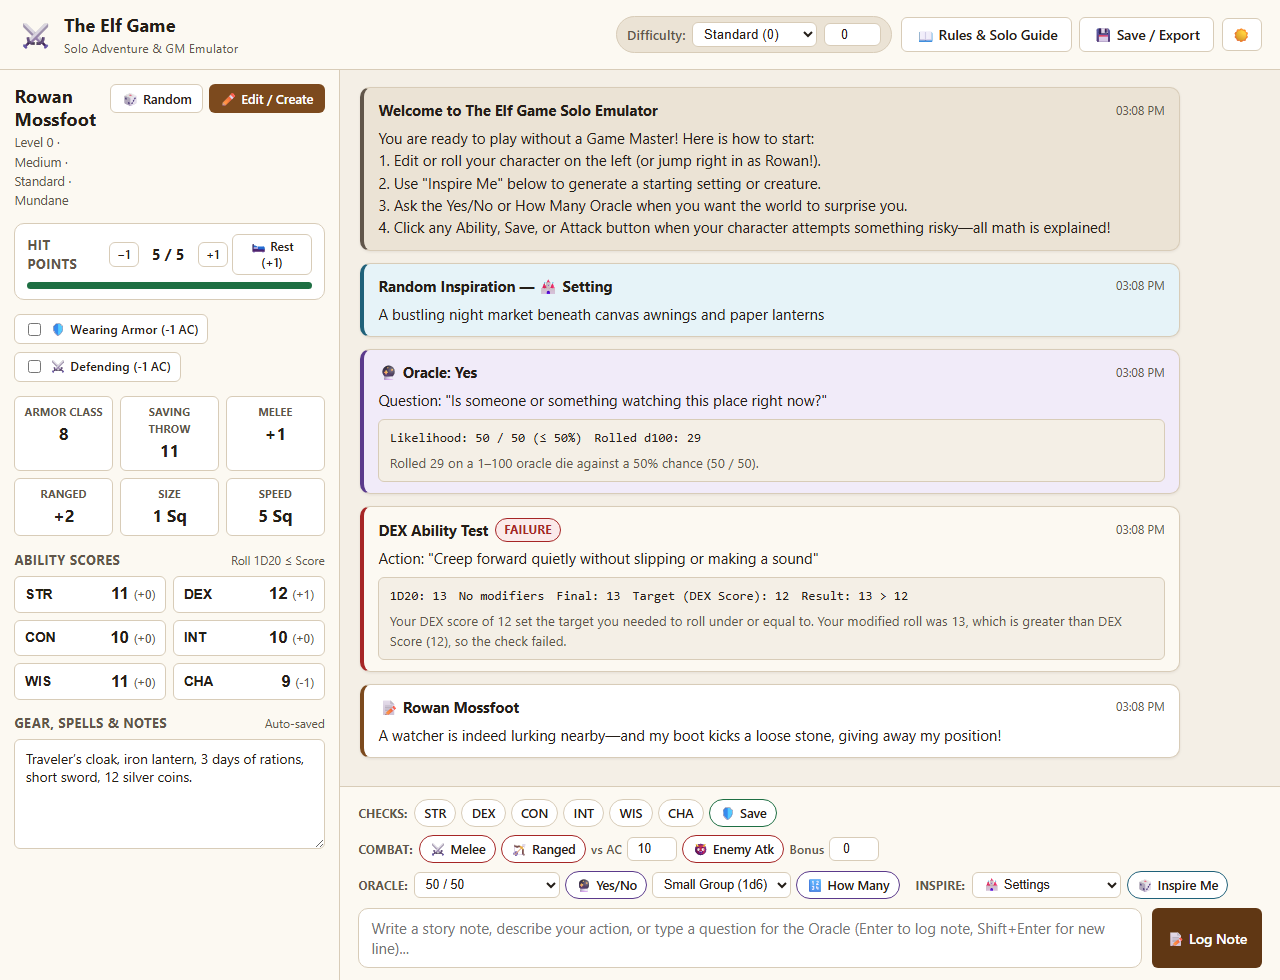 The Elf Game
Solo Adventure & GM Emulator
Difficulty: Standard (0) 0
Rules & Solo Guide
Save / Export
Rowan Mossfoot
Random
Edit / Create
Level 0 ·
Medium ·
Standard ·
Mundane
HIT POINTS
−1
5 / 5
+1
Rest (+1)
Wearing Armor (-1 AC)
Defending (-1 AC)
ARMOR CLASS
8
SAVING THROW
11
MELEE
+1
RANGED
+2
SIZE
1 Sq
SPEED
5 Sq
ABILITY SCORES
Roll 1D20 ≤ Score
STR 11 (+0)
DEX 12 (+1)
CON 10 (+0)
INT 10 (+0)
WIS 11 (+0)
CHA 9 (-1)
GEAR, SPELLS & NOTES
Auto-saved
Traveler's cloak, iron lantern, 3 days of rations,
short sword, 12 silver coins.
Welcome to The Elf Game Solo Emulator
03:08 PM
You are ready to play without a Game Master! Here is how to start:
1. Edit or roll your character on the left (or jump right in as Rowan!).
2. Use "Inspire Me" below to generate a starting setting or creature.
3. Ask the Yes/No or How Many Oracle when you want the world to surprise you.
4. Click any Ability, Save, or Attack button when your character attempts something risky—all math is explained!
Random Inspiration — Setting
03:08 PM
A bustling night market beneath canvas awnings and paper lanterns
Oracle: Yes
03:08 PM
Question: "Is someone or something watching this place right now?"
Likelihood: 50 / 50 (≤ 50%) Rolled d100: 29
Rolled 29 on a 1–100 oracle die against a 50% chance (50 / 50).
DEX Ability Test FAILURE
03:08 PM
Action: "Creep forward quietly without slipping or making a sound"
1D20: 13 No modifiers Final: 13 Target (DEX Score): 12 Result: 13 > 12
Your DEX score of 12 set the target you needed to roll under or equal to. Your modified roll was 13, which is greater than DEX
Score (12), so the check failed.
Rowan Mossfoot
03:08 PM
A watcher is indeed lurking nearby—and my boot kicks a loose stone, giving away my position!
CHECKS: STR DEX CON INT WIS CHA Save
COMBAT: Melee Ranged vs AC 10 Enemy Atk Bonus 0
ORACLE: 50 / 50 Yes/No Small Group (1d6) How Many INSPIRE: Settings Inspire Me
Write a story note, describe your action, or type a question for the Oracle (Enter to log note, Shift+Enter for new
line)...
Log Note